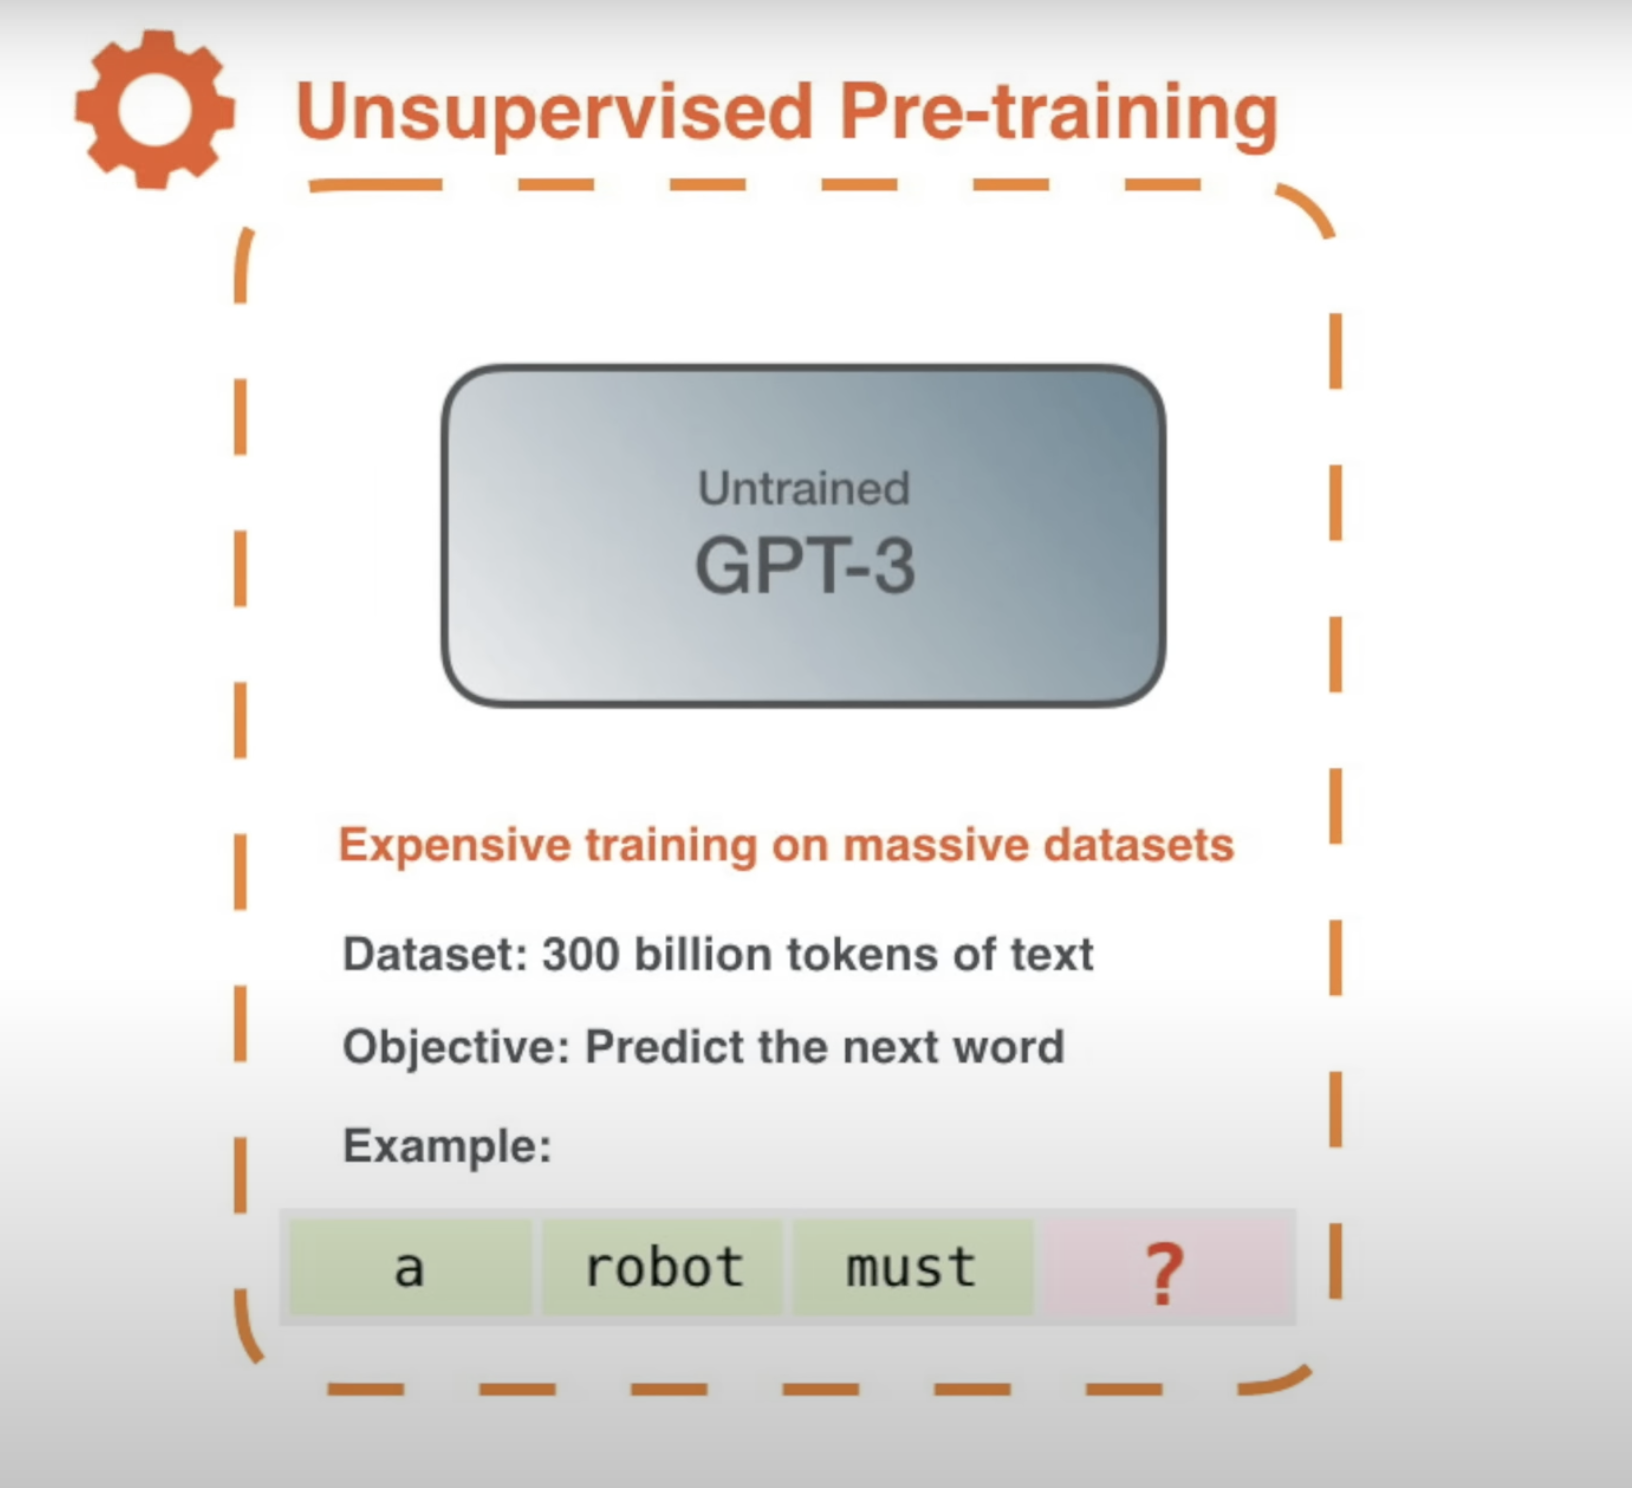 Unsupervised Pre-training
Untrained
GPT-3
Expensive training on massive datasets
Dataset: 300 billion tokens of text
Objective: Predict the next word
Example:
a robot must ?